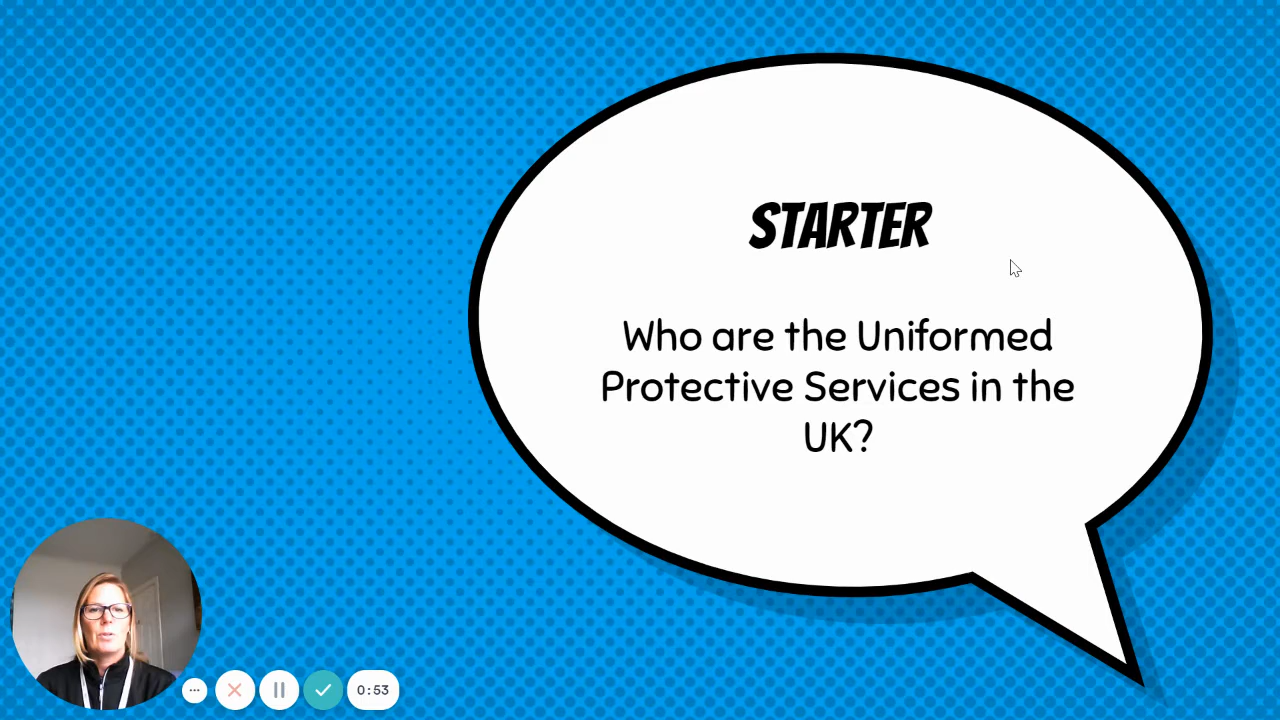 STARTER
Who are the Uniformed
Protective Services in the
UK?
0:53